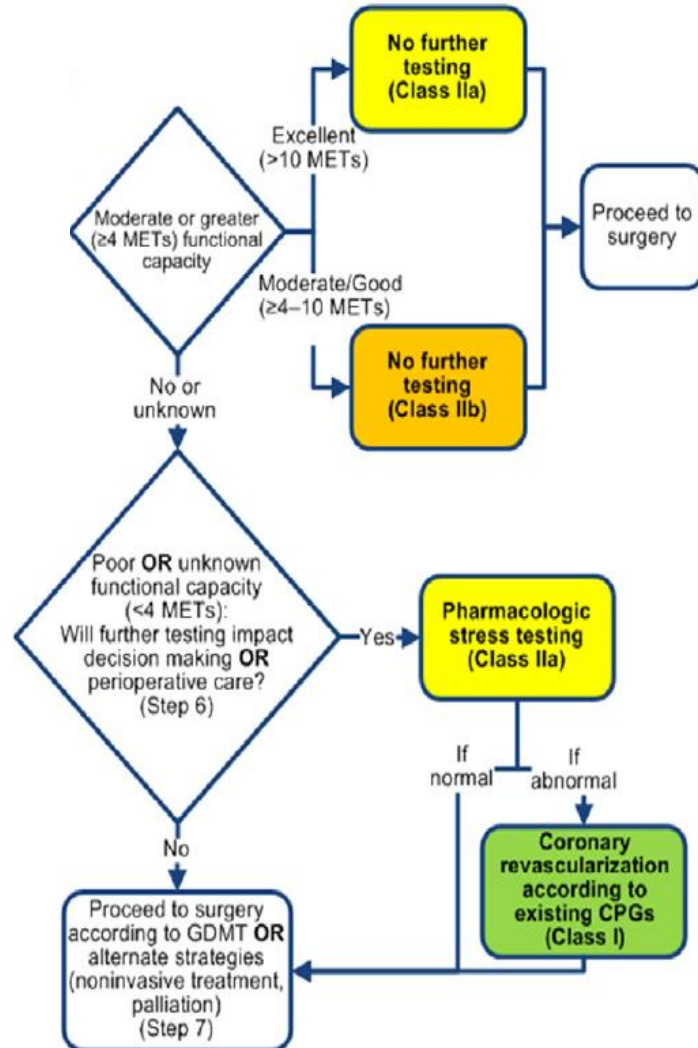 No further
testing
(Class IIa)
Excellent
(>10 METs)
Moderate or greater
(≥4 METs) functional
capacity
Proceed to
surgery
Moderate/Good
(≥4–10 METs)
No further
testing
(Class IIb)
No or
unknown
Poor OR unknown
functional capacity
(<4 METs):
Will further testing impact
decision making OR
perioperative care?
(Step 6)
Yes
Pharmacologic
stress testing
(Class IIa)
If
normal
If
abnormal
No
Coronary
revascularization
according to
existing CPGs
(Class I)
Proceed to surgery
according to GDMT OR
alternate strategies
(noninvasive treatment,
palliation)
(Step 7)